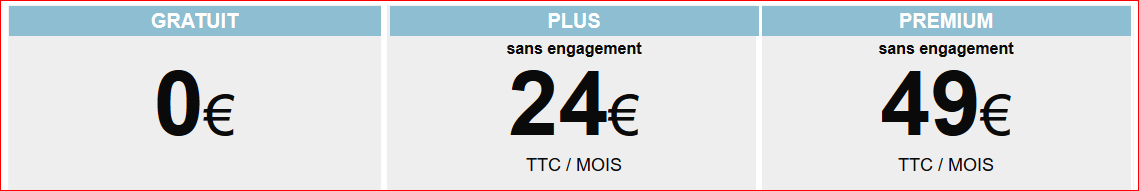 GRATUIT
0€
PLUS
sans engagement
24€
TTC / MOIS
PREMIUM
sans engagement
49€
TTC / MOIS